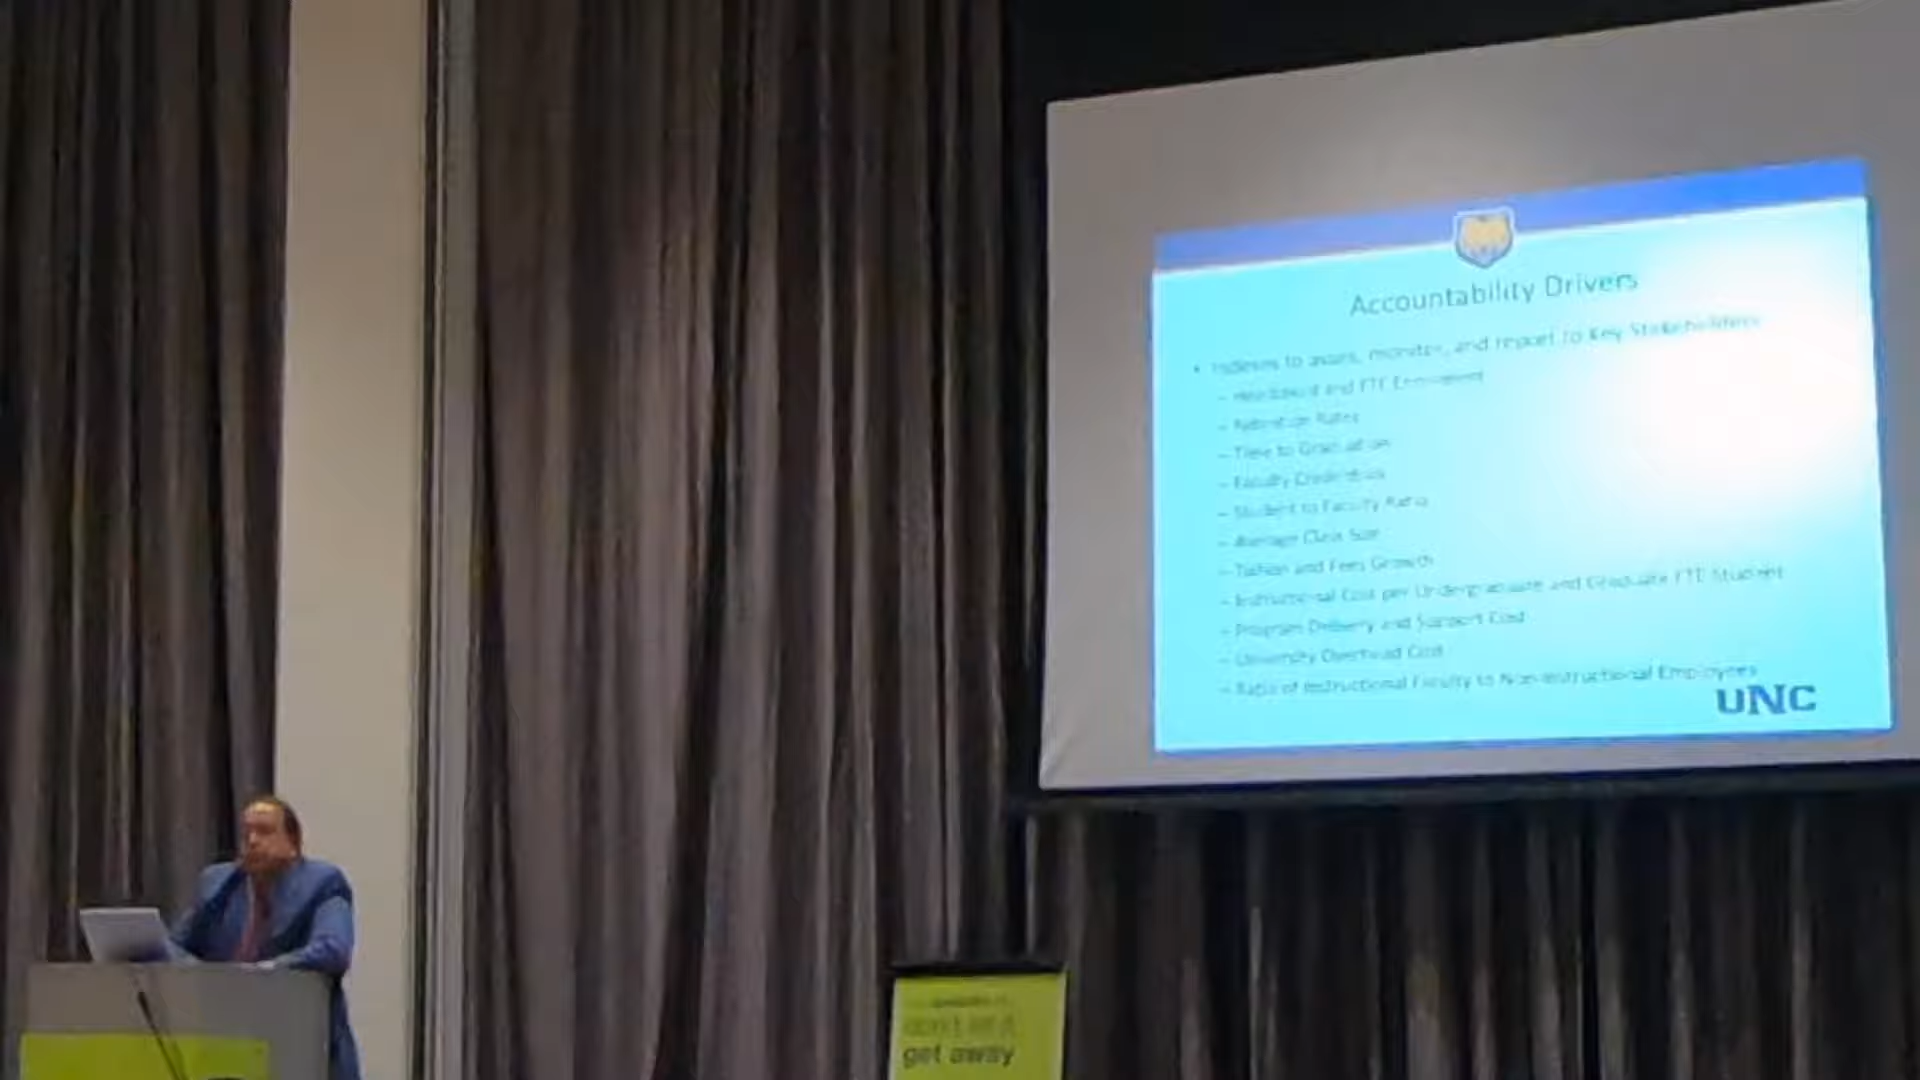 Accountability Drivers
• Indexes to assess, monitor, and report to Key Stakeholders
– Headcount and FTE Enrollment
– Retention Rates
– Time to Graduation
– Faculty Credentials
– Student to Faculty Ratio
– Average Class Size
– Tuition and Fees Growth
– Instructional Cost per Undergraduate and Graduate FTE Student
– Program Delivery and Support Cost
– University Overhead Cost
– Ratio of Instructional Faculty to Non-Instructional Employees
UNC
don't let it
get away